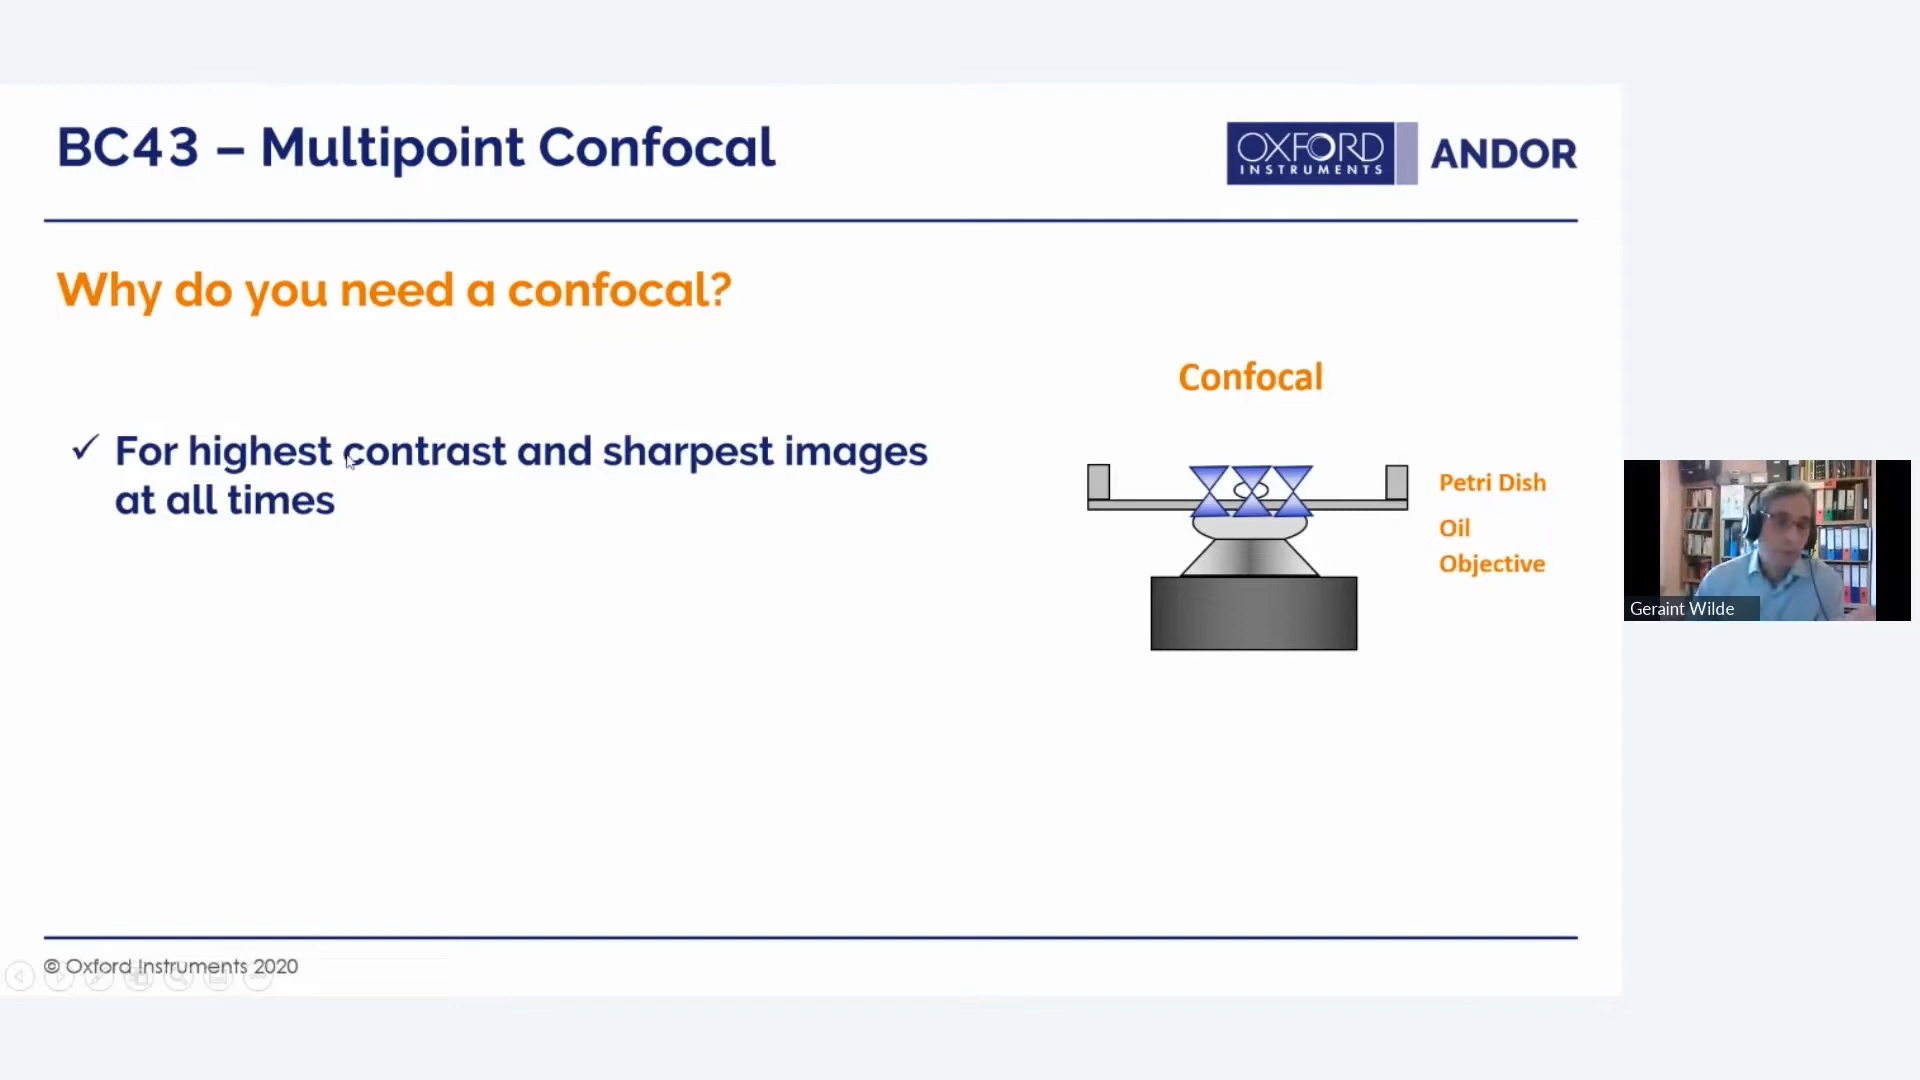 BC43 – Multipoint Confocal
OXFORD
INSTRUMENTS
ANDOR
Why do you need a confocal?
✓ For highest contrast and sharpest images
at all times
Confocal
Petri Dish
Oil
Objective
Geraint Wilde
© Oxford Instruments 2020